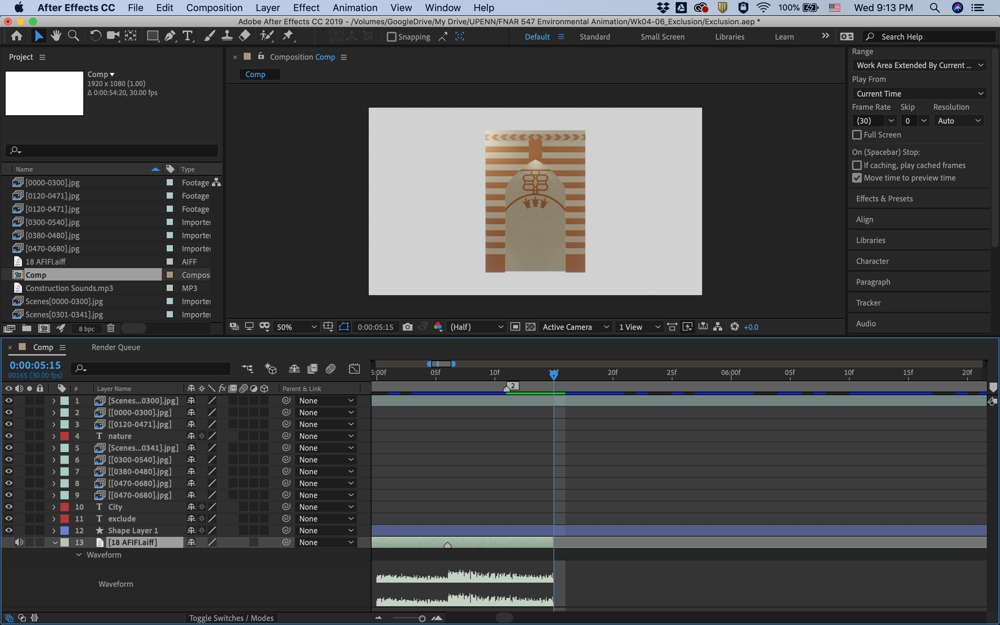 After Effects CC File Edit Composition Layer Effect Animation View Window Help 100% Wed 9:13 PM
Adobe After Effects CC 2019 - /Volumes/GoogleDrive/My Drive/UPENN/FNAR 547 Environmental Animation/Wk04-06_Exclusion/Exclusion.aep *
Snapping Default Standard Small Screen Libraries Learn Search Help
Project
Comp
1920 x 1080 (1.00)
Δ 0:00:54:20, 30.00 fps
Name Type
[0000-0300].jpg Footage
[0120-0471].jpg Footage
[0120-0471].jpg Footage
[0300-0540].jpg Importer
[0380-0480].jpg Importer
[0470-0680].jpg Importer
18 AFIFI.aiff AIFF
Comp Compos
Construction Sounds.mp3 MP3
Scenes[0000-0300].jpg Importer
Scenes[0301-0341].jpg Importer
8 bpc
Composition Comp
Comp
50% 0:00:05:15 (Half) Active Camera 1 View +0.0
Range
Work Area Extended By Current ...
Play From
Current Time
Frame Rate Skip Resolution
(30) 0 Auto
Full Screen
On (Spacebar) Stop:
If caching, play cached frames
Move time to preview time
Effects & Presets
Align
Libraries
Character
Paragraph
Tracker
Audio
Comp Render Queue
0:00:05:15
00165 (30.00 fps)
5:00f 05f 10f 15f 20f 25f 06:00f 05f 10f 15f 20f
2
# Layer Name fx Parent & Link
1 [Scenes...0300].jpg] None
2 [[0000-0300].jpg] None
3 [[0120-0471].jpg] None
4 T nature None
5 [Scenes...0341].jpg] None
6 [[0300-0540].jpg] None
7 [[0380-0480].jpg] None
8 [[0470-0680].jpg] None
9 [[0470-0680].jpg] None
10 T City None
11 T exclude None
12 Shape Layer 1 None
13 [18 AFIFI.aiff] None
Waveform
Waveform
Toggle Switches / Modes